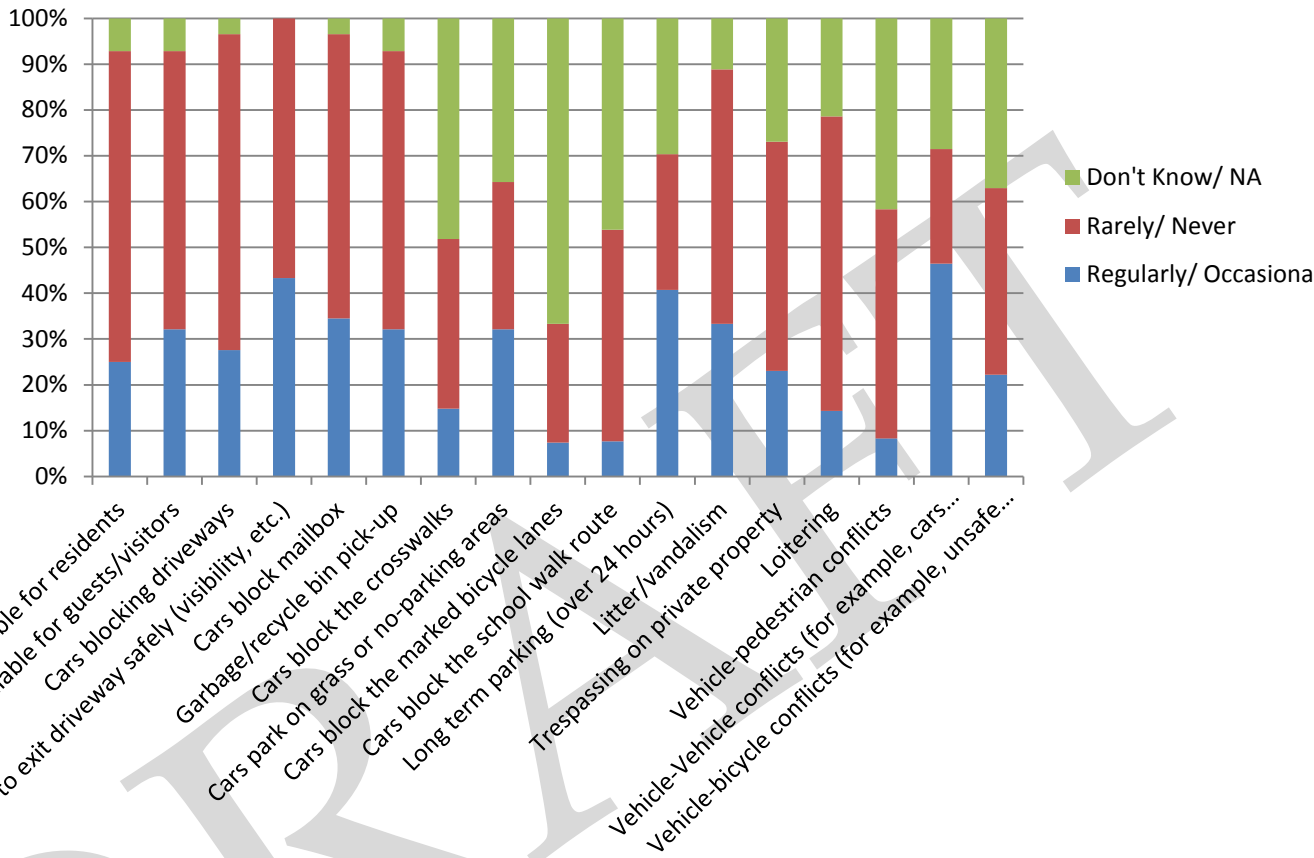 100%
90%
80%
70%
60%
50%
40%
30%
20%
10%
0%
Don't Know/ NA
Rarely/ Never
Regularly/ Occasiona
for residents
for guests/visitors
Cars blocking driveways
to exit driveway safely (visibility, etc.)
Cars block mailbox
Garbage/recycle bin pick-up
Cars block the crosswalks
Cars park on grass or no-parking areas
Cars block the marked bicycle lanes
Cars block the school walk route
Long term parking (over 24 hours)
Litter/vandalism
Trespassing on private property
Loitering
Vehicle-pedestrian conflicts
Vehicle-Vehicle conflicts (for example, cars...
Vehicle-bicycle conflicts (for example, unsafe...
DRAFT